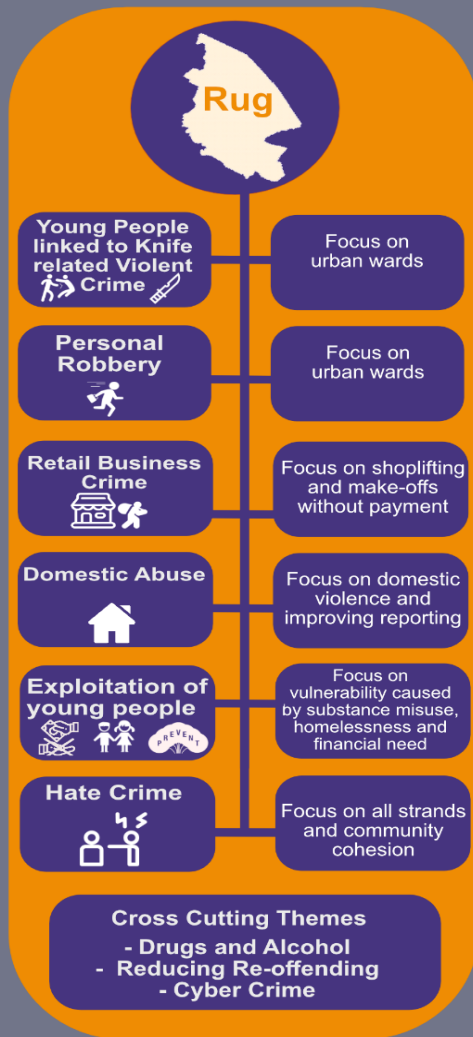 Rug
Young People
linked to Knife
related Violent
Crime
Focus on
urban wards
Personal
Robbery
Focus on
urban wards
Retail Business
Crime
Focus on shoplifting
and make-offs
without payment
Domestic Abuse
Focus on domestic
violence and
improving reporting
Exploitation of
young people
PREVENT
Focus on
vulnerability caused
by substance misuse,
homelessness and
financial need
Hate Crime
Focus on all strands
and community
cohesion
Cross Cutting Themes
- Drugs and Alcohol
- Reducing Re-offending
- Cyber Crime